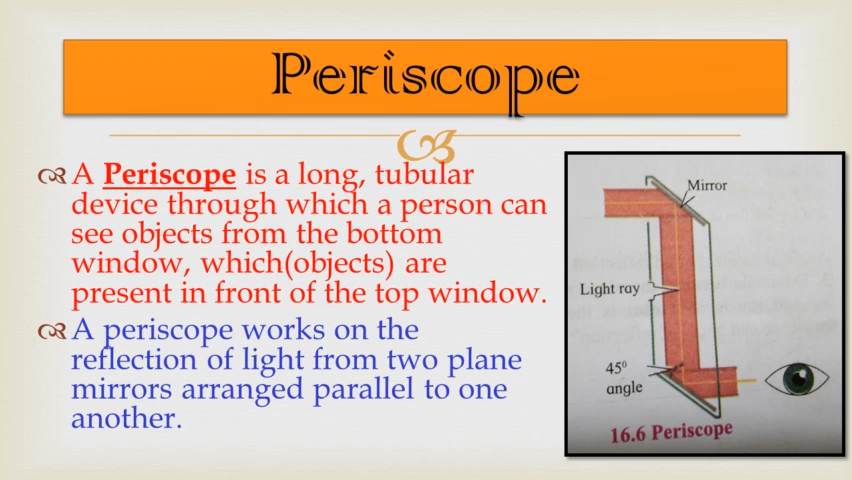 Periscope
A Periscope is a long, tubular
device through which a person can
see objects from the bottom
window, which(objects) are
present in front of the top window.
A periscope works on the
reflection of light from two plane
mirrors arranged parallel to one
another.
Mirror
Light ray
45⁰
angle
16.6 Periscope